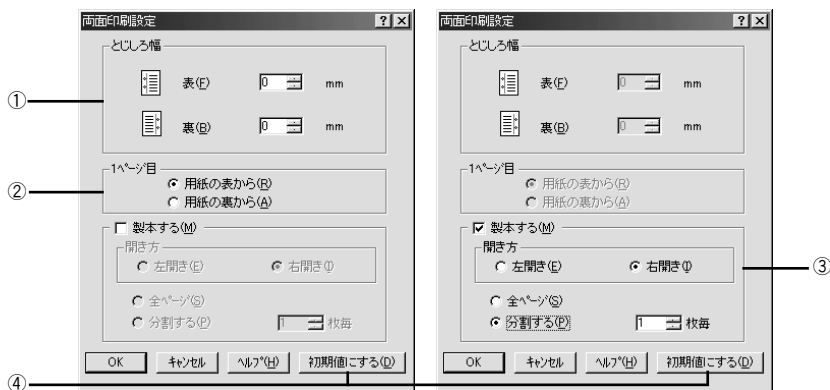 両面印刷設定
とじしろ幅
表(F) 0 mm
裏(B) 0 mm
1ページ目
用紙の表から(R)
用紙の裏から(A)
製本する(M)
開き方
左開き(E) 右開き(I)
全ページ(S)
分割する(P) 1 枚毎
OK キャンセル ヘルプ(H) 初期値にする(D)
両面印刷設定
とじしろ幅
表(F) 0 mm
裏(B) 0 mm
1ページ目
用紙の表から(R)
用紙の裏から(A)
製本する(M)
開き方
左開き(E) 右開き(I)
全ページ(S)
分割する(P) 1 枚毎
OK キャンセル ヘルプ(H) 初期値にする(D)
①
②
③
④